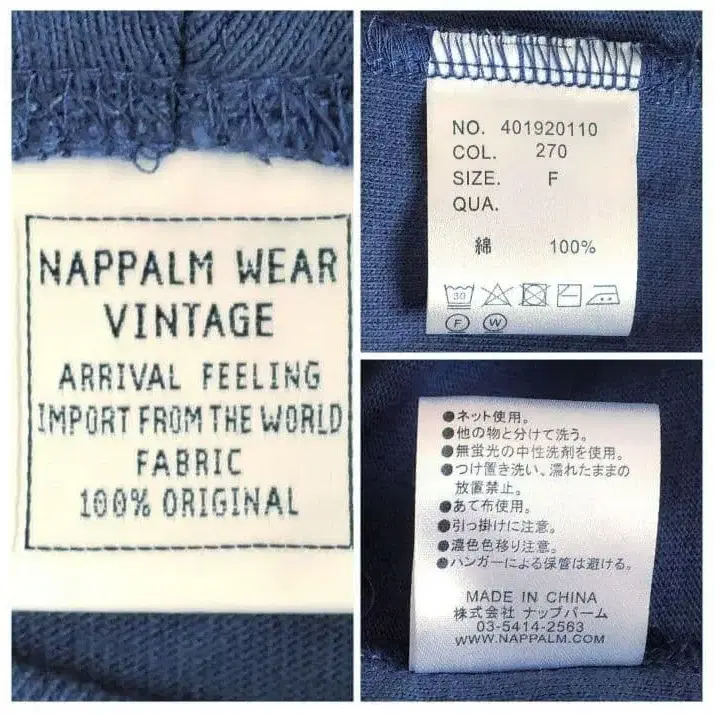 NAPPALM WEAR
VINTAGE
ARRIVAL FEELING
IMPORT FROM THE WORLD
FABRIC
100% ORIGINAL
NO. 401920110
COL. 270
SIZE. F
QUA.
綿 100%
30
F W
●ネット使用。
●他の物と分けて洗う。
●無蛍光の中性洗剤を使用。
●つけ置き洗い、濡れたままの
放置禁止。
●あて布使用。
●引っ掛けに注意。
●濃色色移り注意。
●ハンガーによる保管は避ける。
MADE IN CHINA
株式会社 ナップパーム
03-5414-2563
WWW.NAPPALM.COM